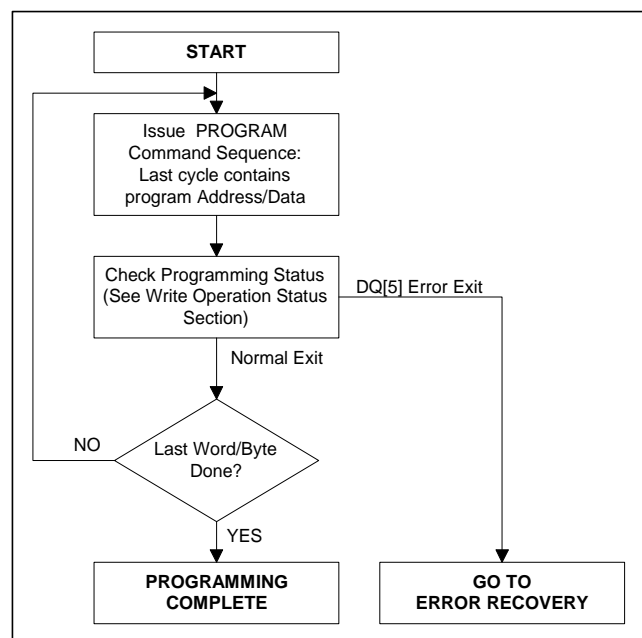 START
Issue PROGRAM
Command Sequence:
Last cycle contains
program Address/Data
Check Programming Status
(See Write Operation Status
Section)
DQ[5] Error Exit
Normal Exit
NO
Last Word/Byte
Done?
YES
PROGRAMMING
COMPLETE
GO TO
ERROR RECOVERY